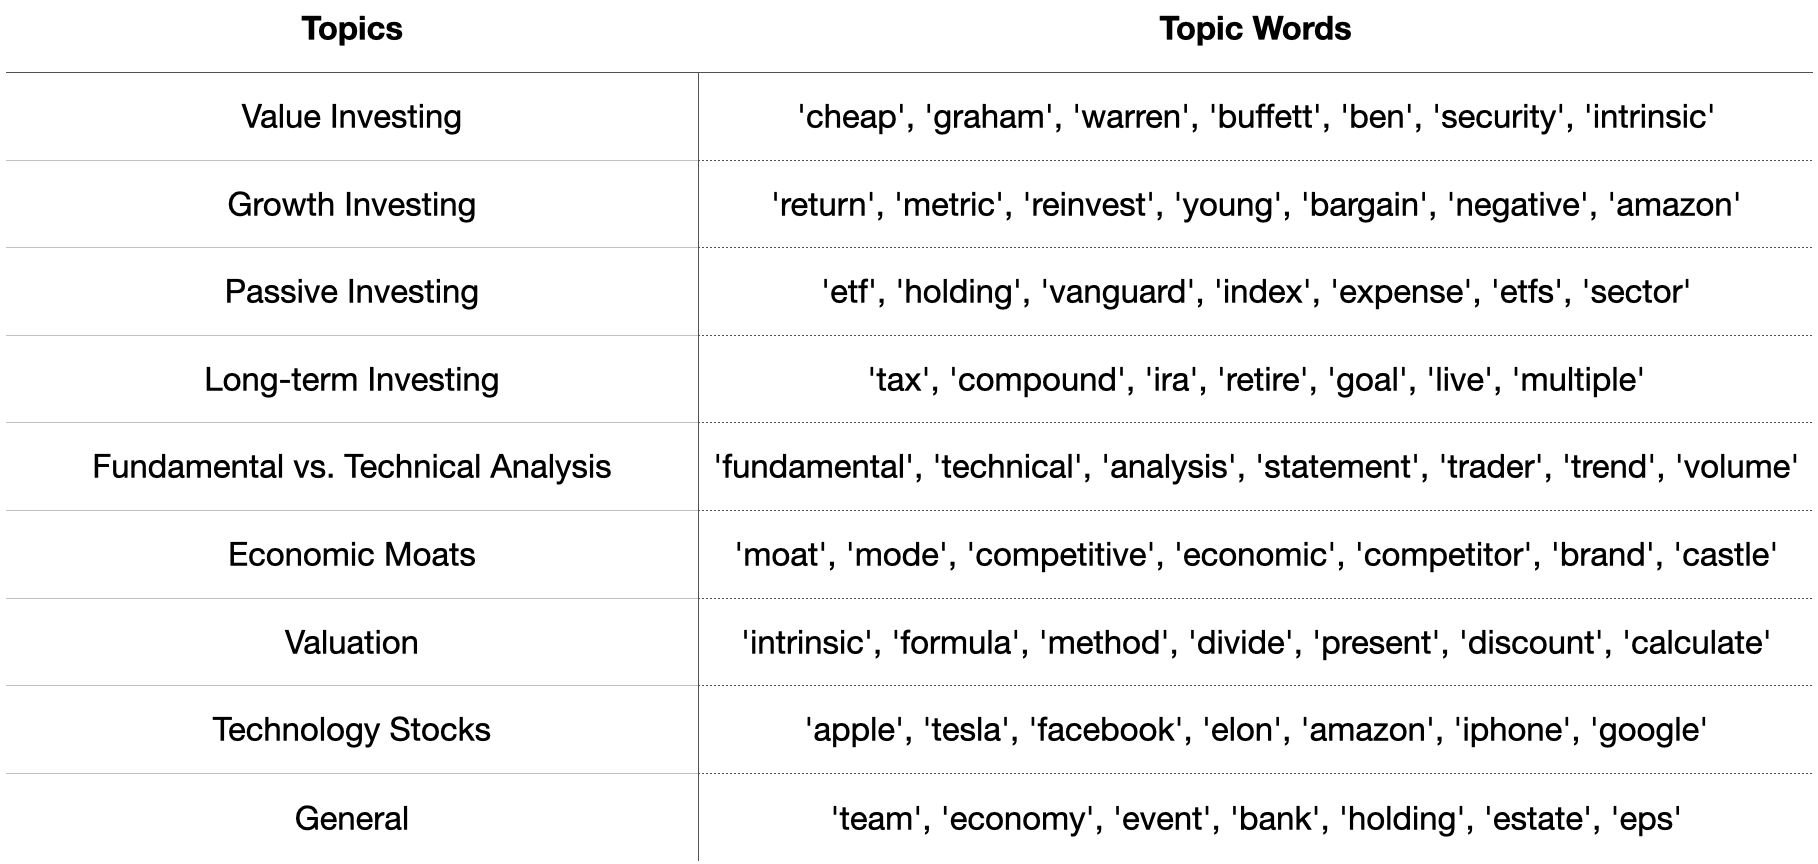 Topics Topic Words
Value Investing 'cheap', 'graham', 'warren', 'buffett', 'ben', 'security', 'intrinsic'
Growth Investing 'return', 'metric', 'reinvest', 'young', 'bargain', 'negative', 'amazon'
Passive Investing 'etf', 'holding', 'vanguard', 'index', 'expense', 'etfs', 'sector'
Long-term Investing 'tax', 'compound', 'ira', 'retire', 'goal', 'live', 'multiple'
Fundamental vs. Technical Analysis 'fundamental', 'technical', 'analysis', 'statement', 'trader', 'trend', 'volume'
Economic Moats 'moat', 'mode', 'competitive', 'economic', 'competitor', 'brand', 'castle'
Valuation 'intrinsic', 'formula', 'method', 'divide', 'present', 'discount', 'calculate'
Technology Stocks 'apple', 'tesla', 'facebook', 'elon', 'amazon', 'iphone', 'google'
General 'team', 'economy', 'event', 'bank', 'holding', 'estate', 'eps'